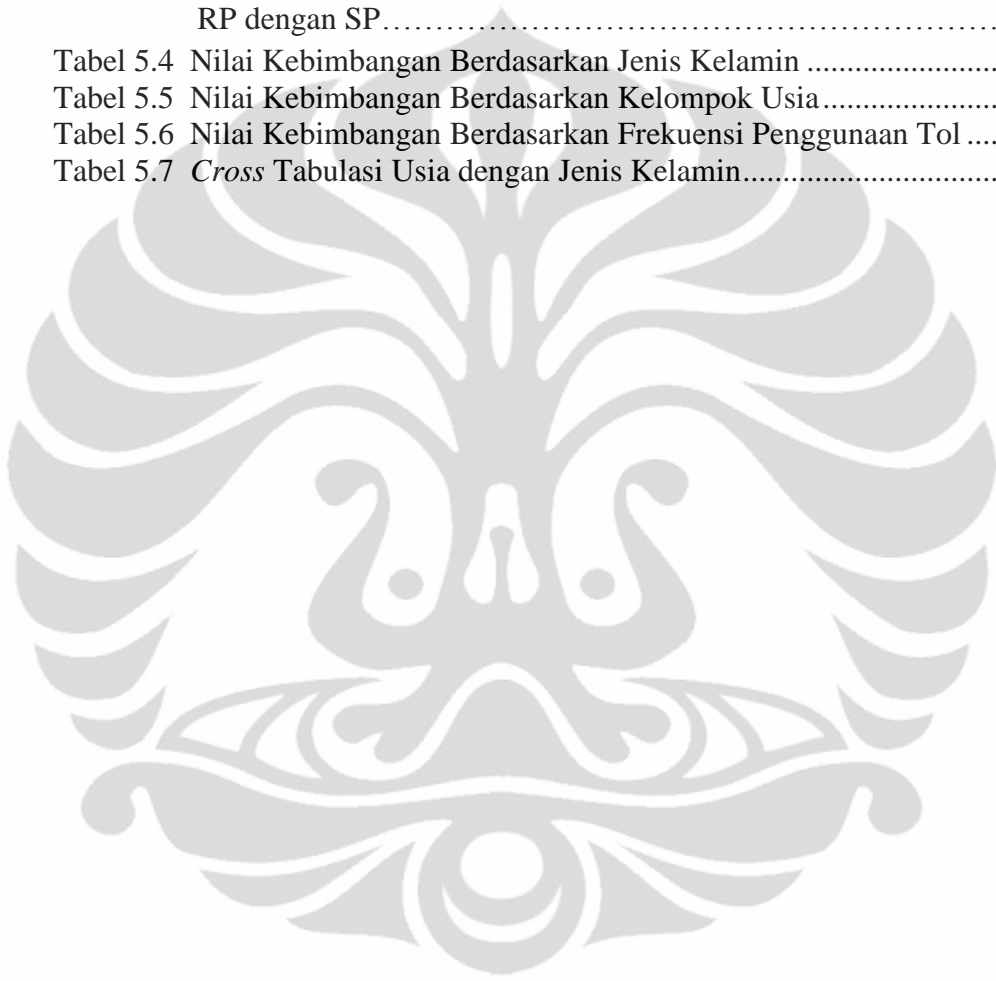 RP dengan SP……………………………………………………
Tabel 5.4 Nilai Kebimbangan Berdasarkan Jenis Kelamin ........................
Tabel 5.5 Nilai Kebimbangan Berdasarkan Kelompok Usia......................
Tabel 5.6 Nilai Kebimbangan Berdasarkan Frekuensi Penggunaan Tol ....
Tabel 5.7 Cross Tabulasi Usia dengan Jenis Kelamin................................